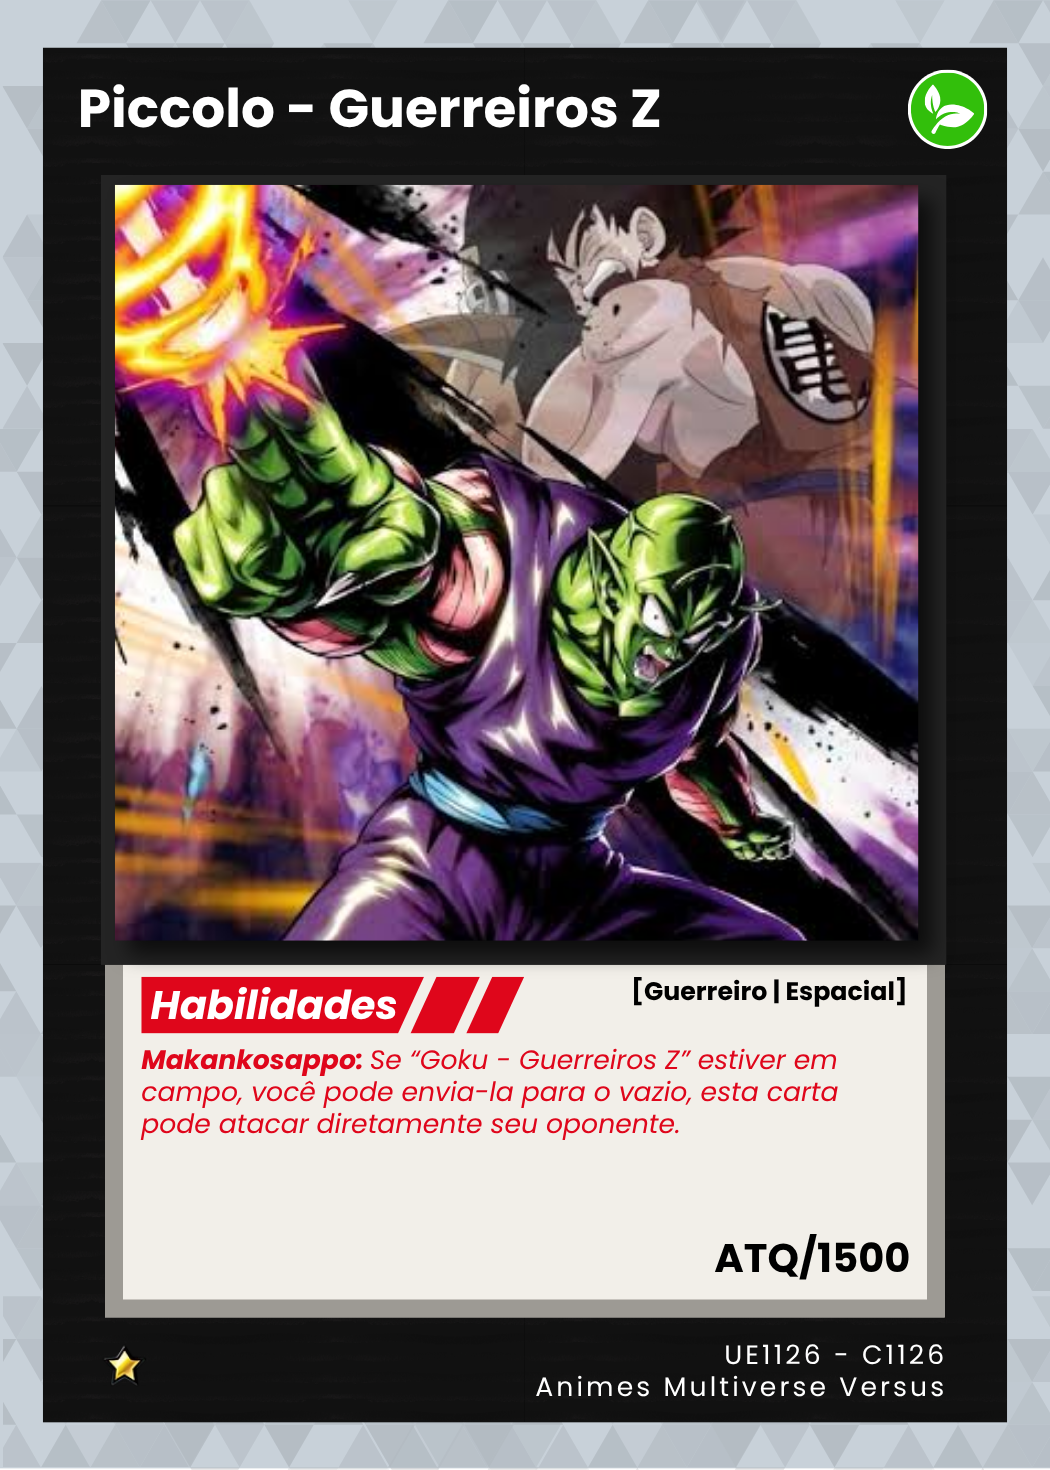 Piccolo - Guerreiros Z
Habilidades
[Guerreiro | Espacial]
Makankosappo: Se “Goku - Guerreiros Z” estiver em
campo, você pode envia-la para o vazio, esta carta
pode atacar diretamente seu oponente.
ATQ/1500
UE1126 - C1126
Animes Multiverse Versus